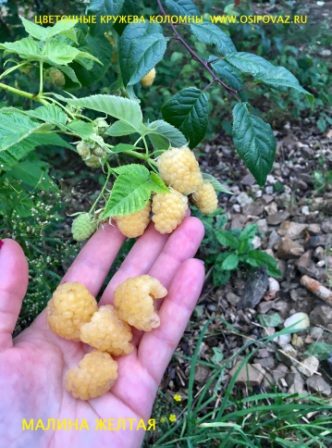 ЦВЕТОЧНЫЕ КРУЖЕВА КОЛОМНЫ WWW.OSIPOVAZ.RU
МАЛИНА ЖЕЛТАЯ